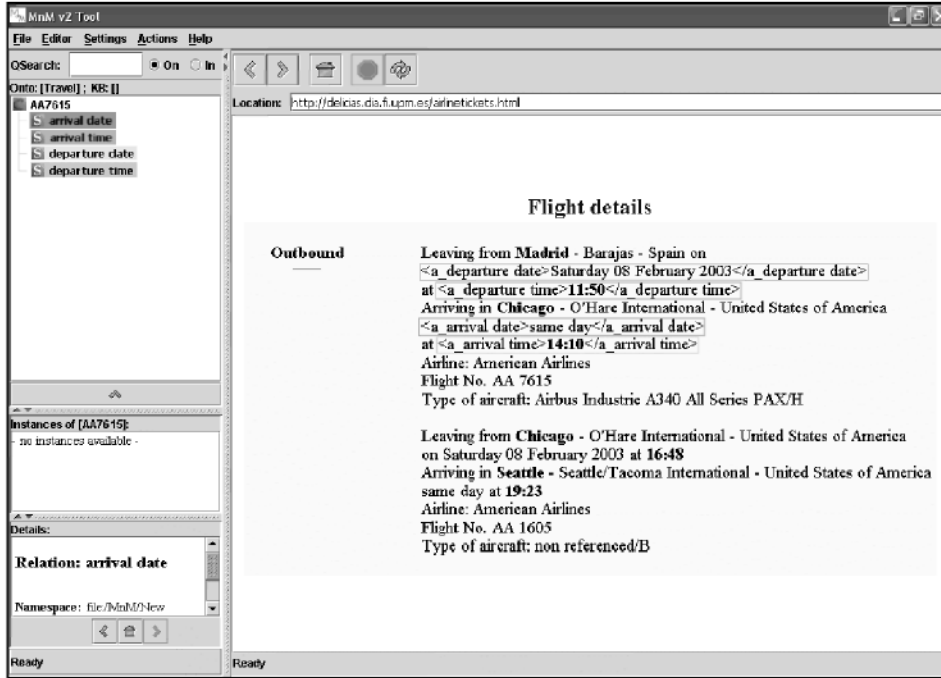 MnM v2 Tool
File Editor Settings Actions Help
QSearch: On In
Onto: [Travel] ; KB: []
AA7615
S arrival date
S arrival time
S departure date
S departure time
Instances of [AA7615]:
- no instances available -
Details:
Relation: arrival date
Namespace: file:/MnM/New
Ready
Location: http://delicias.dia.fi.upm.es/airlinetickets.html
Flight details
Outbound
Leaving from Madrid - Barajas - Spain on
<a_departure date>Saturday 08 February 2003</a_departure date>
at <a_departure time>11:50</a_departure time>
Arriving in Chicago - O'Hare International - United States of America
<a_arrival date>same day</a_arrival date>
at <a_arrival time>14:10</a_arrival time>
Airline: American Airlines
Flight No. AA 7615
Type of aircraft: Airbus Industrie A340 All Series PAX/H
Leaving from Chicago - O'Hare International - United States of America
on Saturday 08 February 2003 at 16:48
Arriving in Seattle - Seattle/Tacoma International - United States of America
same day at 19:23
Airline: American Airlines
Flight No. AA 1605
Type of aircraft: non referenced/B
Ready